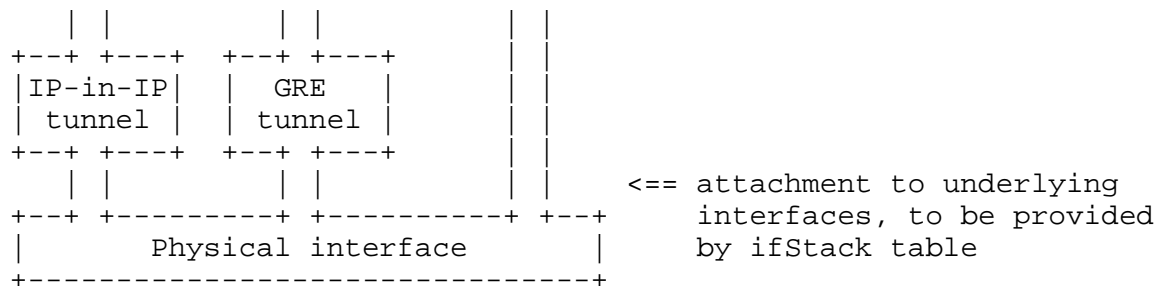 IP-in-IP GRE
tunnel tunnel
<== attachment to underlying
interfaces, to be provided
Physical interface by ifStack table